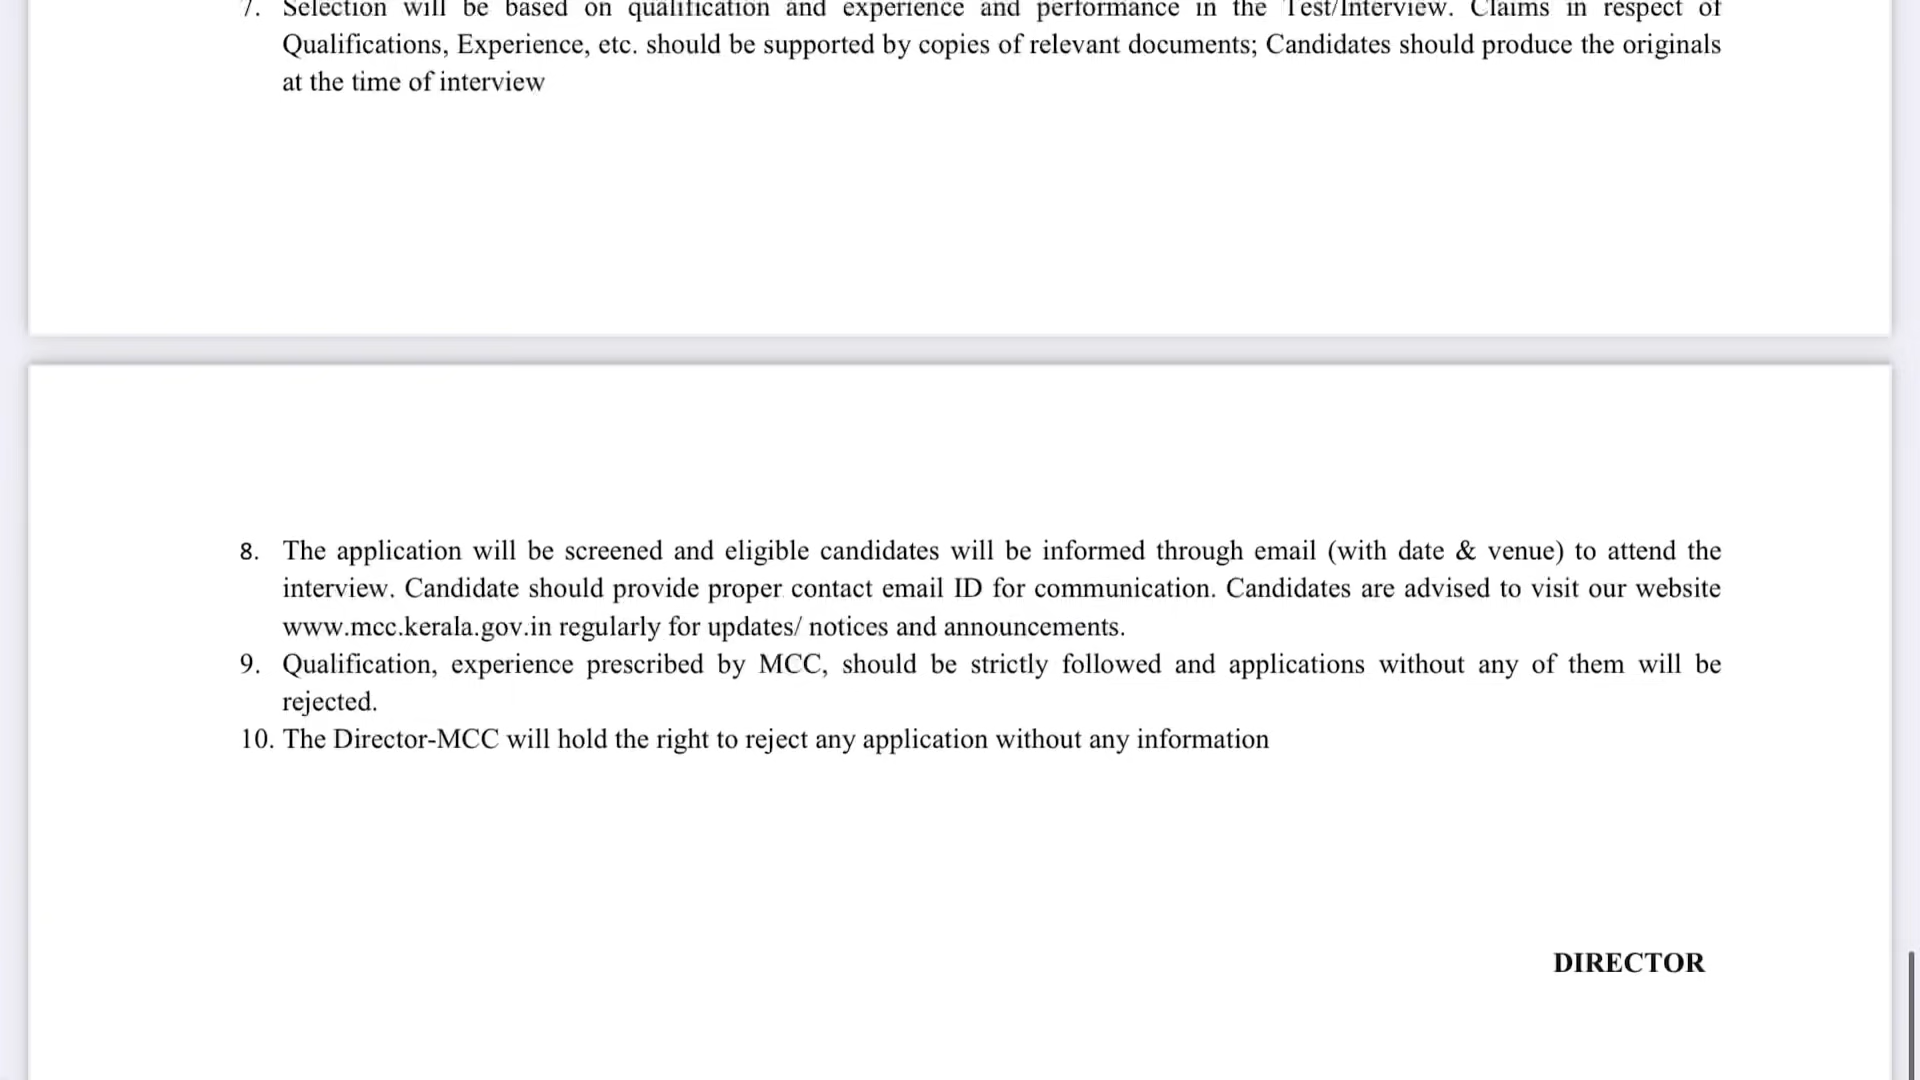 7. Selection will be based on qualification and experience and performance in the Test/Interview. Claims in respect of
Qualifications, Experience, etc. should be supported by copies of relevant documents; Candidates should produce the originals
at the time of interview
8. The application will be screened and eligible candidates will be informed through email (with date & venue) to attend the
interview. Candidate should provide proper contact email ID for communication. Candidates are advised to visit our website
www.mcc.kerala.gov.in regularly for updates/ notices and announcements.
9. Qualification, experience prescribed by MCC, should be strictly followed and applications without any of them will be
rejected.
10. The Director-MCC will hold the right to reject any application without any information
DIRECTOR